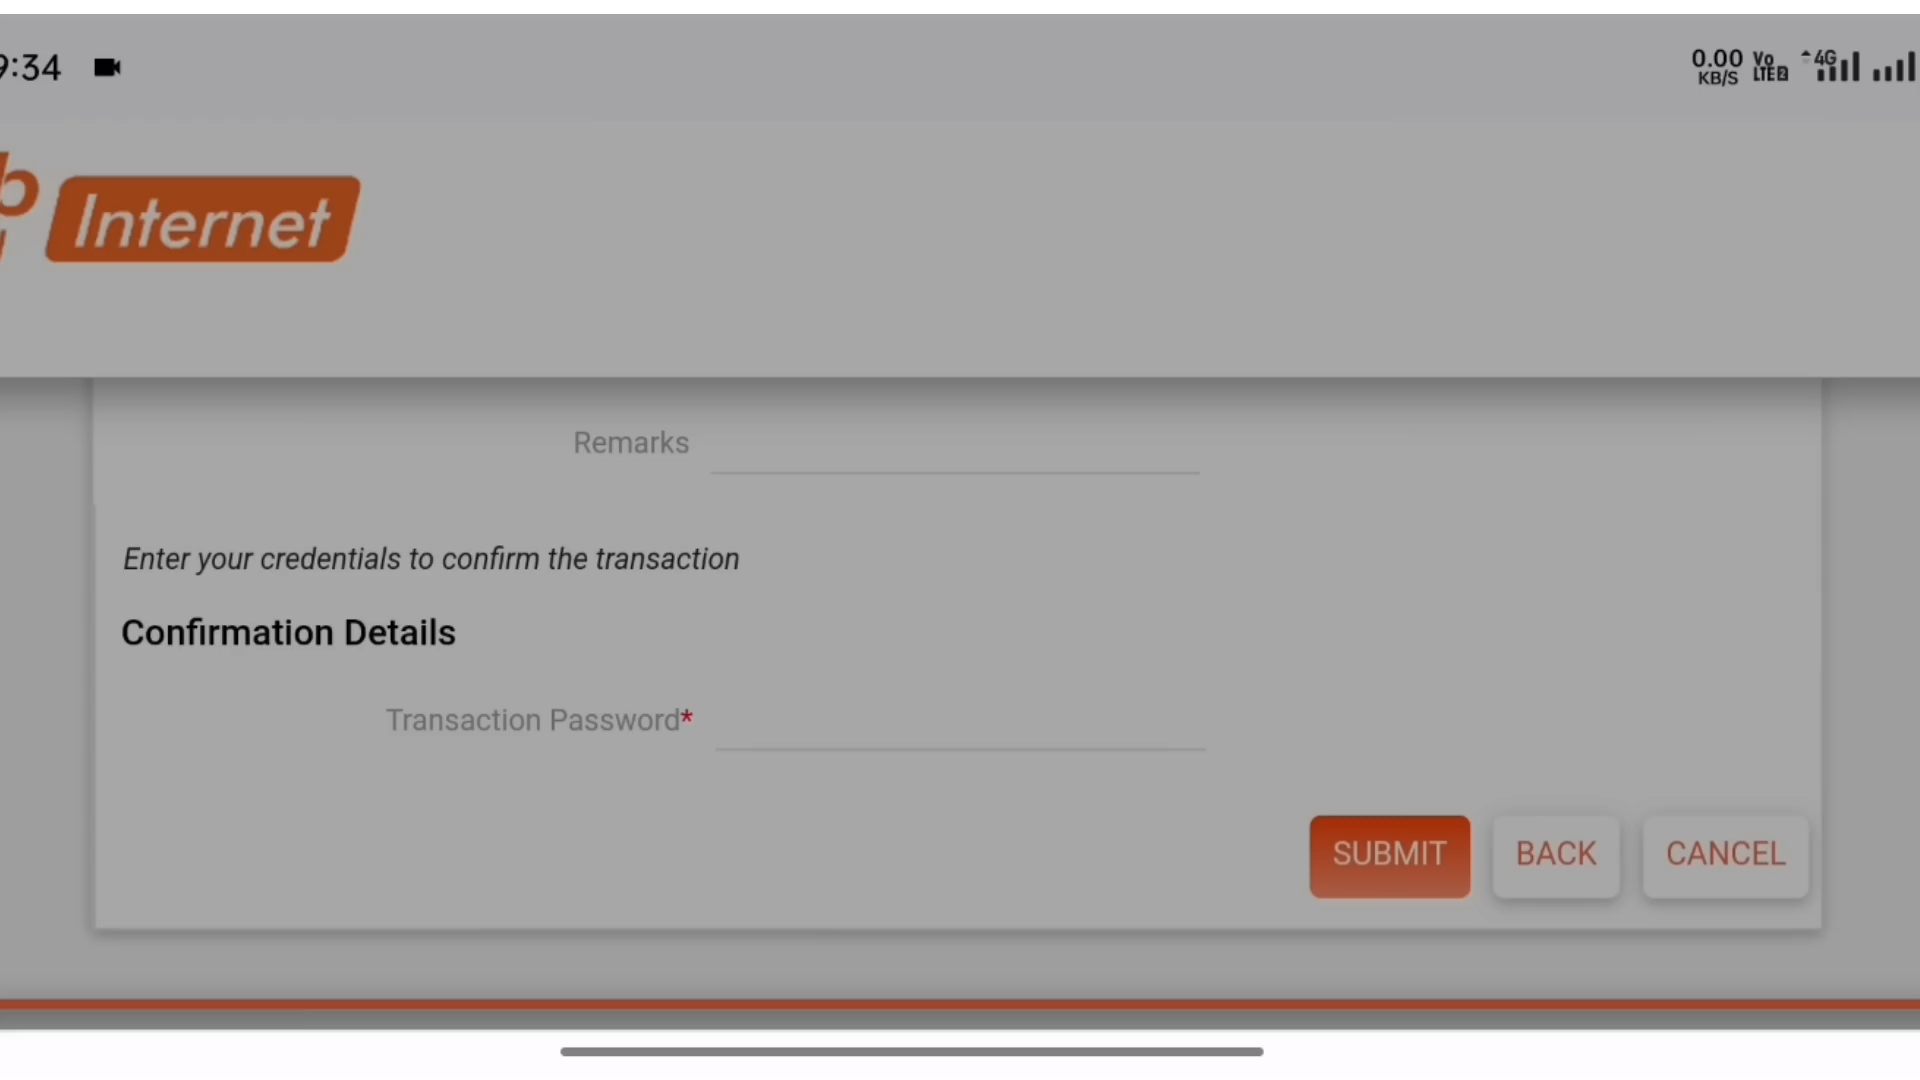 9:34
0.00 KB/S Vo LTE 2 4G
b Internet
Remarks
Enter your credentials to confirm the transaction
Confirmation Details
Transaction Password*
SUBMIT BACK CANCEL